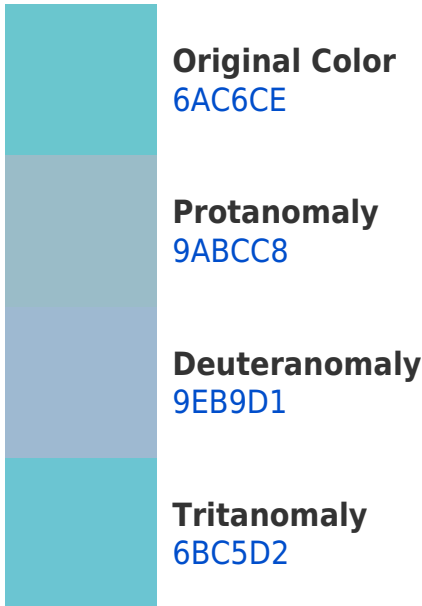 Original Color
6AC6CE
Protanomaly
9ABCC8
Deuteranomaly
9EB9D1
Tritanomaly
6BC5D2